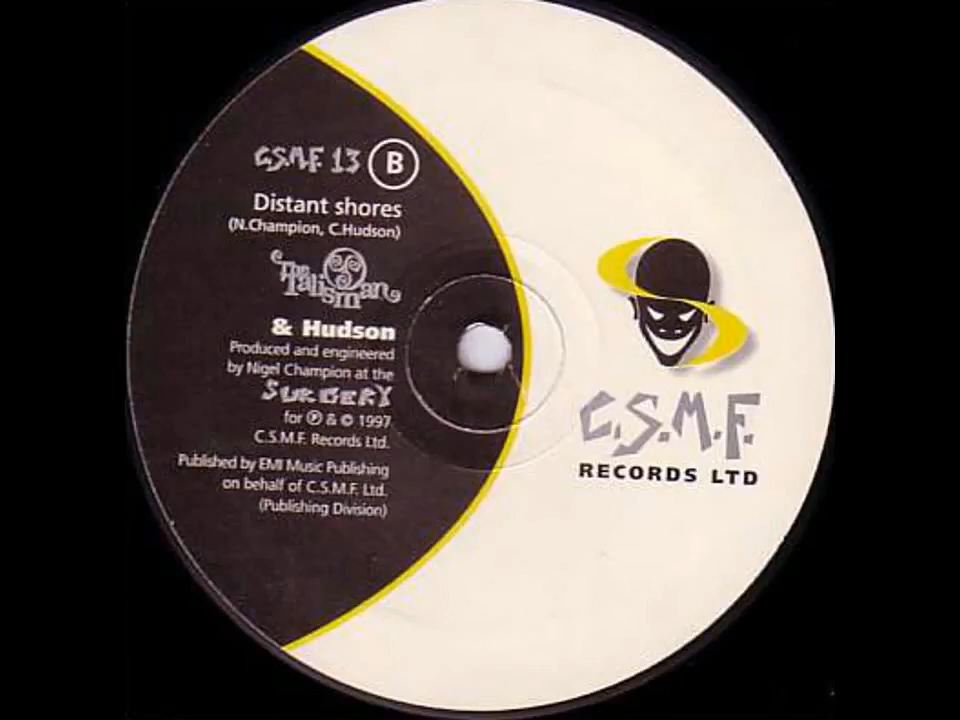 C.S.M.F. 13 B
Distant shores
(N.Champion, C.Hudson)
The
Talisman
& Hudson
Produced and engineered
by Nigel Champion at the
SURGERY
for ℗ & © 1997
C.S.M.F. Records Ltd.
Published by EMI Music Publishing
on behalf of C.S.M.F. Ltd.
(Publishing Division)
C.S.M.F.
RECORDS LTD